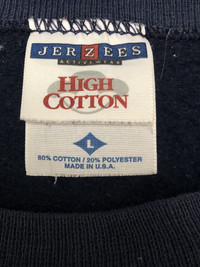 JERZEES
ACTIVEWEAR
HIGH
COTTON
L
80% COTTON / 20% POLYESTER
MADE IN U.S.A.